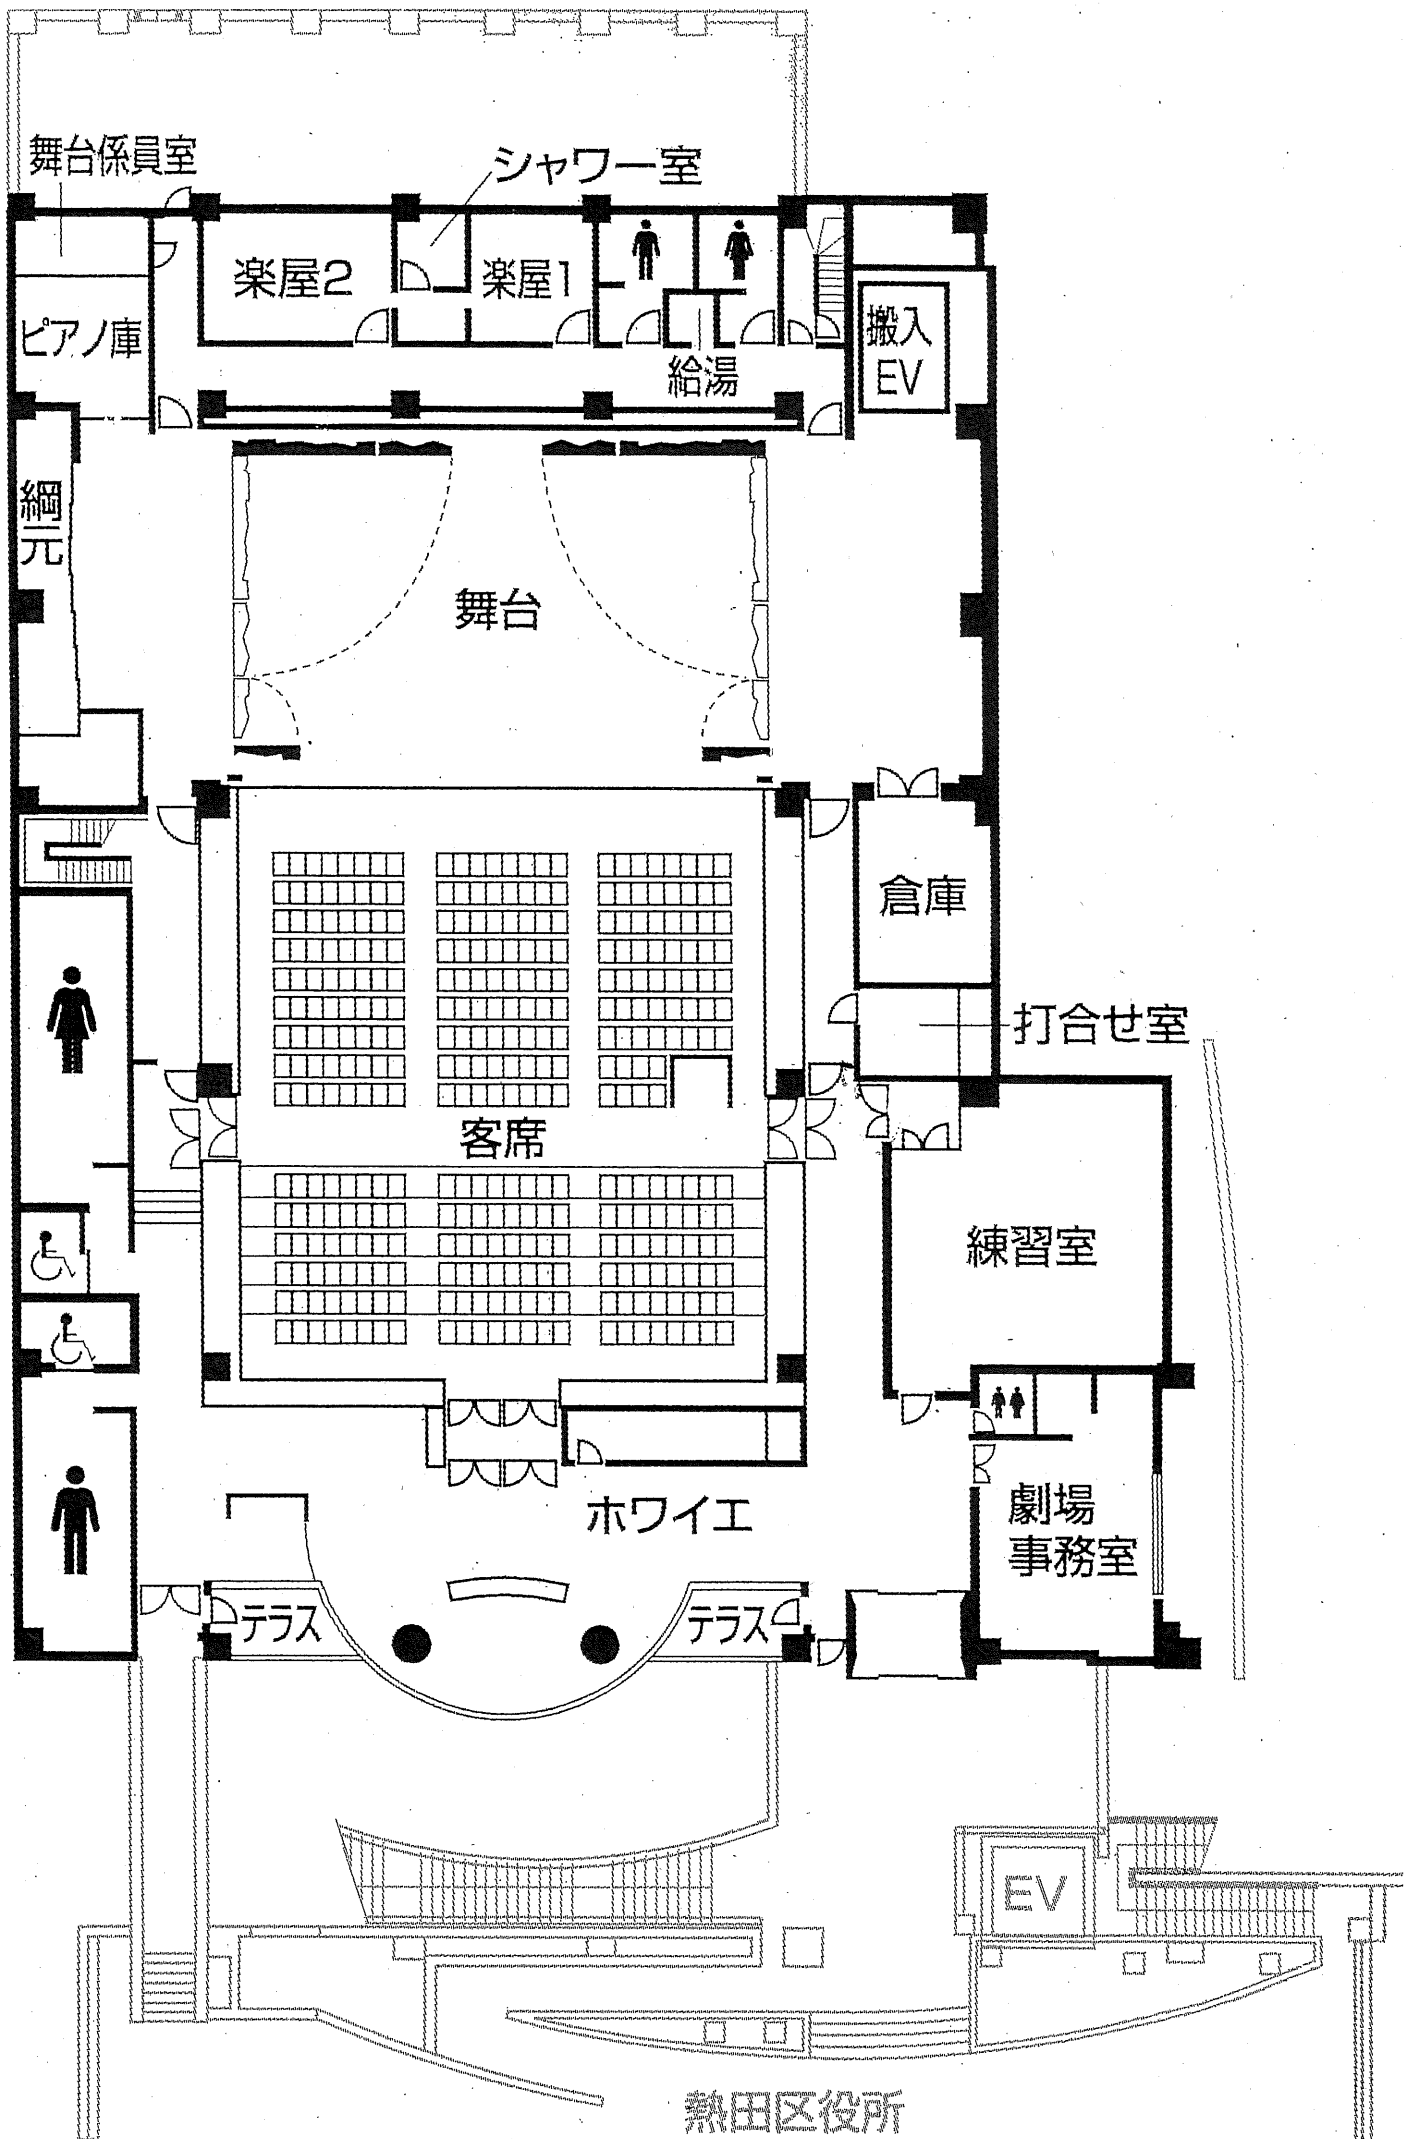 舞台係員室
シャワー室
楽屋2
楽屋1
ピアノ庫
搬入
EV
給湯
綱
元
舞台
倉庫
打合せ室
客席
練習室
劇場
事務室
ホワイエ
テラス
テラス
EV
熱田区役所